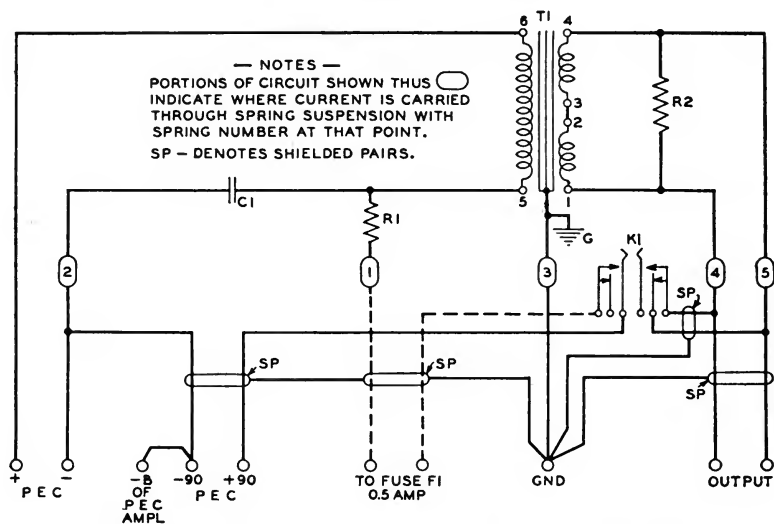 6 T1 4
— NOTES —
PORTIONS OF CIRCUIT SHOWN THUS
INDICATE WHERE CURRENT IS CARRIED
THROUGH SPRING SUSPENSION WITH
SPRING NUMBER AT THAT POINT.
SP – DENOTES SHIELDED PAIRS.
3
2
R2
C1
5
1
R1
G
K1
2
1
3
4
5
SP
SP
SP
SP
+
PEC
-
-B
OF
PEC
AMPL
-90
PEC
+90
TO FUSE F1
0.5 AMP
GND
OUTPUT